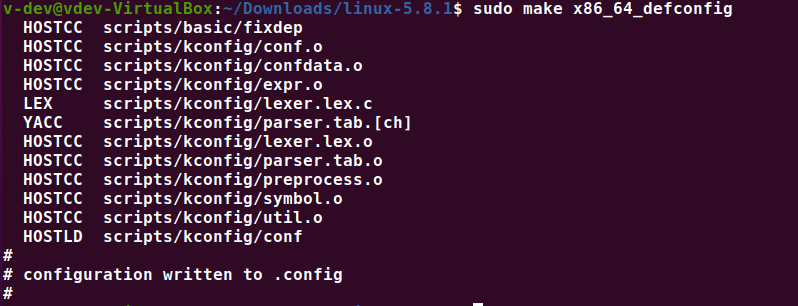 v-dev@vdev-VirtualBox:~/Downloads/linux-5.8.1$ sudo make x86_64_defconfig
HOSTCC  scripts/basic/fixdep
HOSTCC  scripts/kconfig/conf.o
HOSTCC  scripts/kconfig/confdata.o
HOSTCC  scripts/kconfig/expr.o
LEX     scripts/kconfig/lexer.lex.c
YACC    scripts/kconfig/parser.tab.[ch]
HOSTCC  scripts/kconfig/lexer.lex.o
HOSTCC  scripts/kconfig/parser.tab.o
HOSTCC  scripts/kconfig/preprocess.o
HOSTCC  scripts/kconfig/symbol.o
HOSTCC  scripts/kconfig/util.o
HOSTLD  scripts/kconfig/conf
#
# configuration written to .config
#